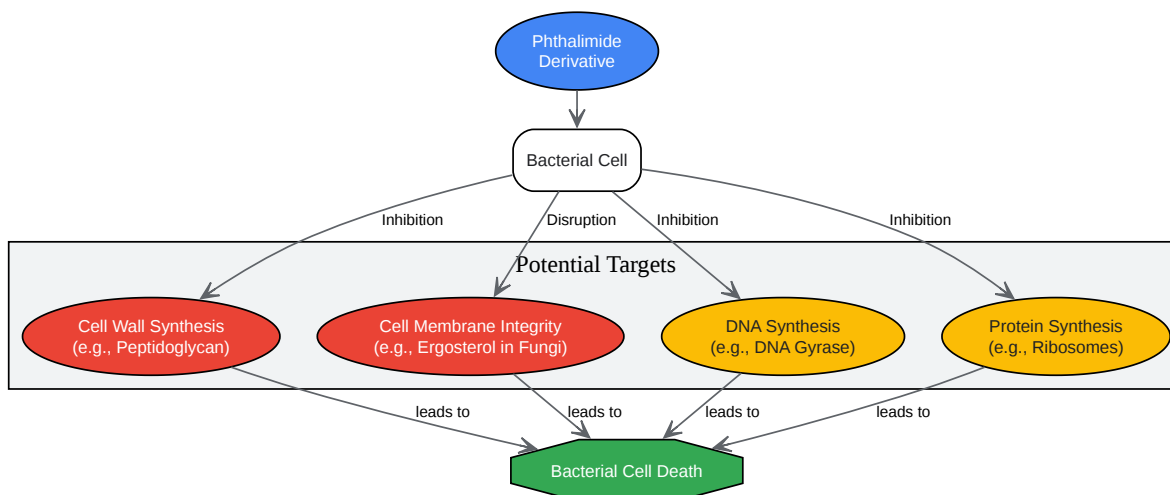 Phthalimide
Derivative
Bacterial Cell
Inhibition
Disruption
Inhibition
Inhibition
Potential Targets
Cell Wall Synthesis
(e.g., Peptidoglycan)
Cell Membrane Integrity
(e.g., Ergosterol in Fungi)
DNA Synthesis
(e.g., DNA Gyrase)
Protein Synthesis
(e.g., Ribosomes)
leads to
leads to
leads to
leads to
Bacterial Cell Death